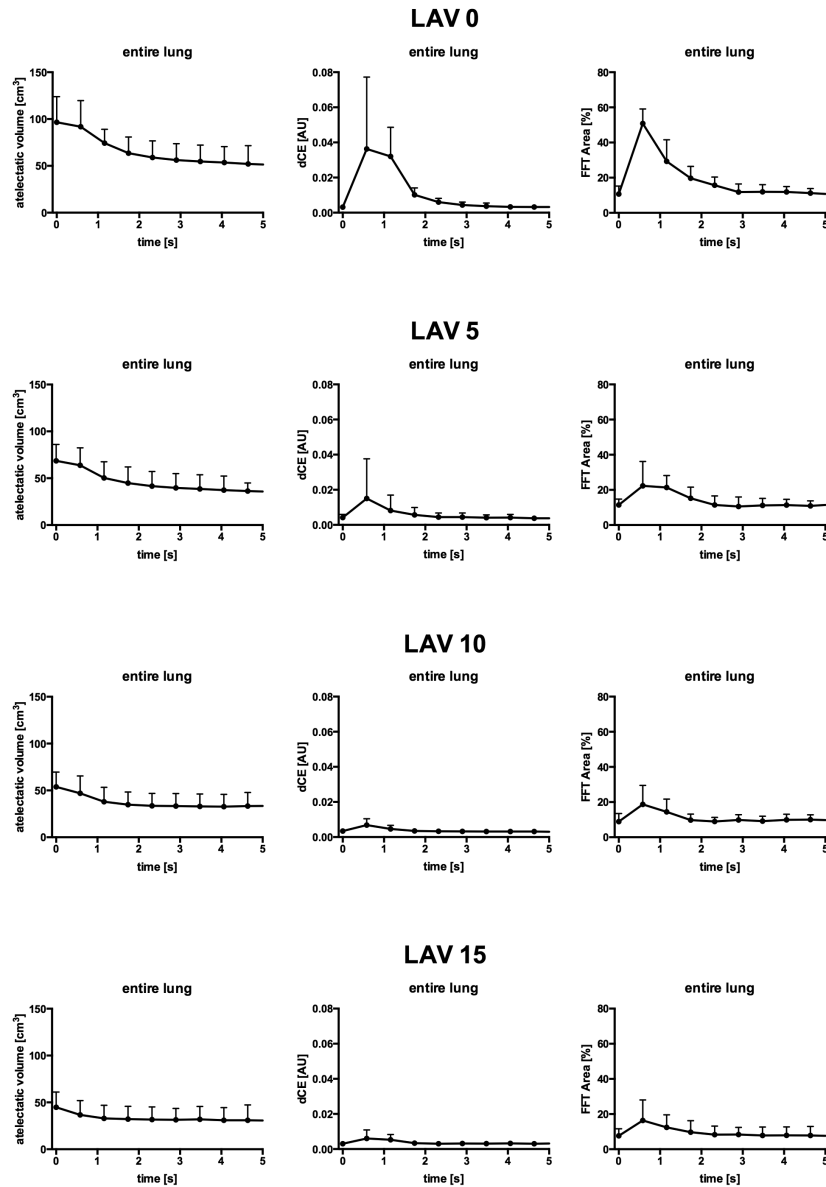 LAV 0
entire lung
entire lung
entire lung
atelectatic volume [cm³]
150
100
50
0
0 1 2 3 4 5
time [s]
dCE [AU]
0.08
0.06
0.04
0.02
0.00
0 1 2 3 4 5
time [s]
FFT Area [%]
80
60
40
20
0
0 1 2 3 4 5
time [s]
LAV 5
entire lung
entire lung
entire lung
atelectatic volume [cm³]
150
100
50
0
0 1 2 3 4 5
time [s]
dCE [AU]
0.08
0.06
0.04
0.02
0.00
0 1 2 3 4 5
time [s]
FFT Area [%]
80
60
40
20
0
0 1 2 3 4 5
time [s]
LAV 10
entire lung
entire lung
entire lung
atelectatic volume [cm³]
150
100
50
0
0 1 2 3 4 5
time [s]
dCE [AU]
0.08
0.06
0.04
0.02
0.00
0 1 2 3 4 5
time [s]
FFT Area [%]
80
60
40
20
0
0 1 2 3 4 5
time [s]
LAV 15
entire lung
entire lung
entire lung
atelectatic volume [cm³]
150
100
50
0
0 1 2 3 4 5
time [s]
dCE [AU]
0.08
0.06
0.04
0.02
0.00
0 1 2 3 4 5
time [s]
FFT Area [%]
80
60
40
20
0
0 1 2 3 4 5
time [s]